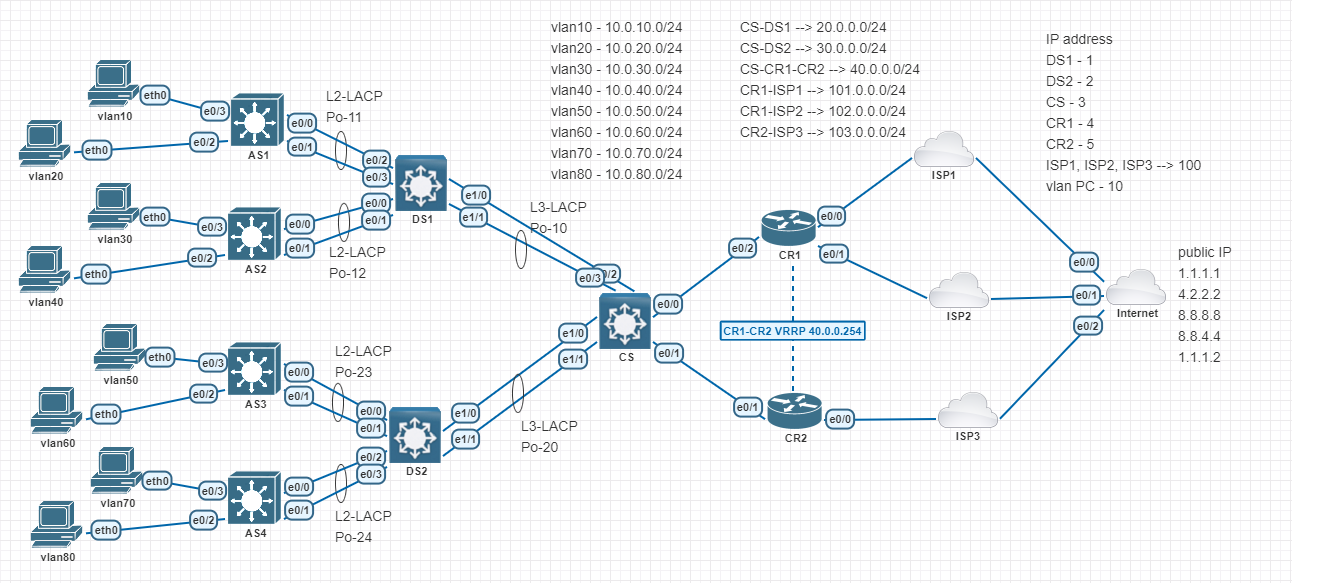 vlan10 - 10.0.10.0/24
vlan20 - 10.0.20.0/24
vlan30 - 10.0.30.0/24
vlan40 - 10.0.40.0/24
vlan50 - 10.0.50.0/24
vlan60 - 10.0.60.0/24
vlan70 - 10.0.70.0/24
vlan80 - 10.0.80.0/24
CS-DS1 --> 20.0.0.0/24
CS-DS2 --> 30.0.0.0/24
CS-CR1-CR2 --> 40.0.0.0/24
CR1-ISP1 --> 101.0.0.0/24
CR1-ISP2 --> 102.0.0.0/24
CR2-ISP3 --> 103.0.0.0/24
IP address
DS1 - 1
DS2 - 2
CS - 3
CR1 - 4
CR2 - 5
ISP1, ISP2, ISP3 --> 100
vlan PC - 10
eth0
vlan10
eth0
vlan20
e0/3
e0/2
AS1
e0/0
e0/1
L2-LACP
Po-11
eth0
vlan30
eth0
vlan40
e0/3
e0/2
AS2
e0/0
e0/1
L2-LACP
Po-12
e0/2
e0/3
e0/0
e0/1
DS1
e1/0
e1/1
L3-LACP
Po-10
eth0
vlan50
eth0
vlan60
e0/3
e0/2
AS3
e0/0
e0/1
L2-LACP
Po-23
eth0
vlan70
eth0
vlan80
e0/3
e0/2
AS4
e0/0
e0/1
L2-LACP
Po-24
e0/0
e0/1
e0/2
e0/3
DS2
e1/0
e1/1
L3-LACP
Po-20
e0/3
0/2
e1/0
e1/1
CS
e0/0
e0/1
e0/2
CR1
e0/0
e0/1
CR1-CR2 VRRP 40.0.0.254
e0/1
CR2
e0/0
ISP1
ISP2
ISP3
e0/0
e0/1
e0/2
Internet
public IP
1.1.1.1
4.2.2.2
8.8.8.8
8.8.4.4
1.1.1.2